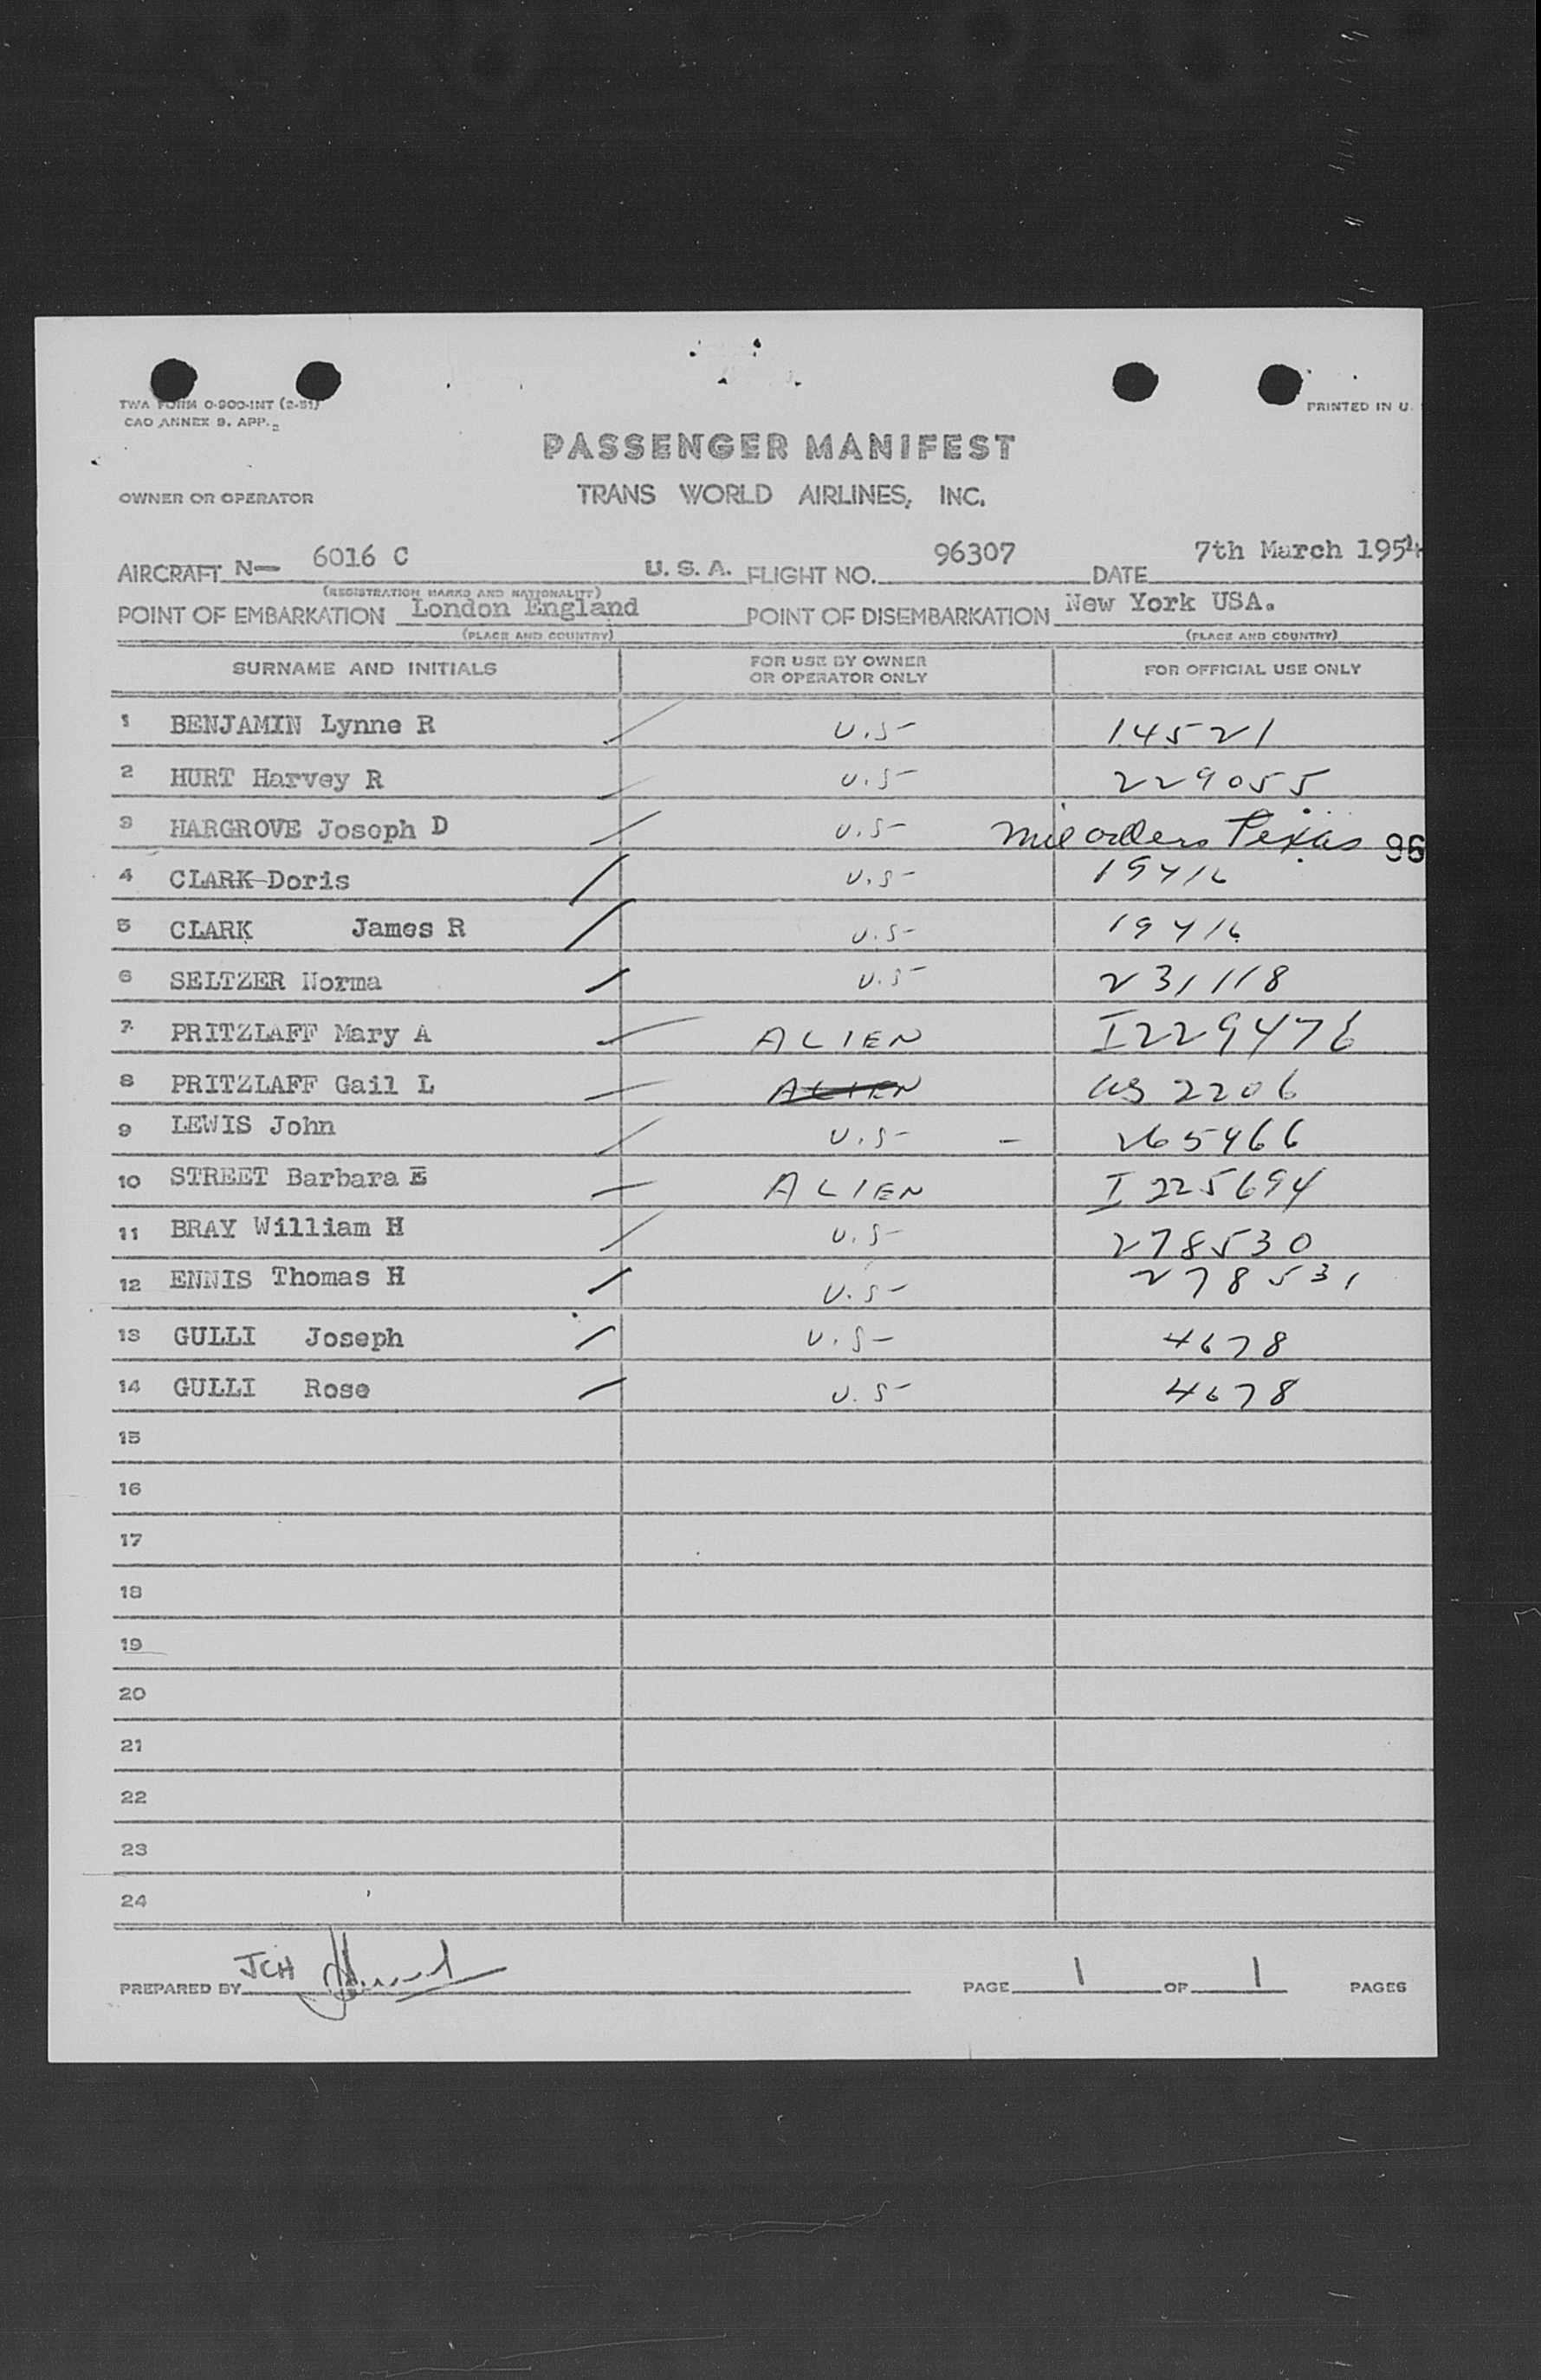 TWA FORM 0-900-INT (2-51)
CAO ANNEX 9. APP. 2
PRINTED IN U.
PASSENGER MANIFEST
OWNER OR OPERATOR
TRANS WORLD AIRLINES, INC.
AIRCRAFT N- 6016 C U. S. A. FLIGHT NO. 96307 DATE 7th March 1954
(REGISTRATION MARKS AND NATIONALITY)
POINT OF EMBARKATION London England POINT OF DISEMBARKATION New York USA.
(PLACE AND COUNTRY) (PLACE AND COUNTRY)
SURNAME AND INITIALS FOR USE BY OWNER OR OPERATOR ONLY FOR OFFICIAL USE ONLY
1 BENJAMIN Lynne R U.S 14521
2 HURT Harvey R U.S 229055
3 HARGROVE Joseph D U.S mil orders Texas 96
4 CLARK Doris U.S 19416
5 CLARK James R U.S 19416
6 SELTZER Norma U.S 231118
7 PRITZLAFF Mary A ALIEN I229476
8 PRITZLAFF Gail L ALIEN US 2206
9 LEWIS John U.S - 265466
10 STREET Barbara E ALIEN I 225694
11 BRAY William H U.S 278530
12 ENNIS Thomas H U.S 278531
13 GULLI Joseph U.S 4678
14 GULLI Rose U.S 4678
15
16
17
18
19
20
21
22
23
24
PREPARED BY JCH PAGE 1 OF 1 PAGES